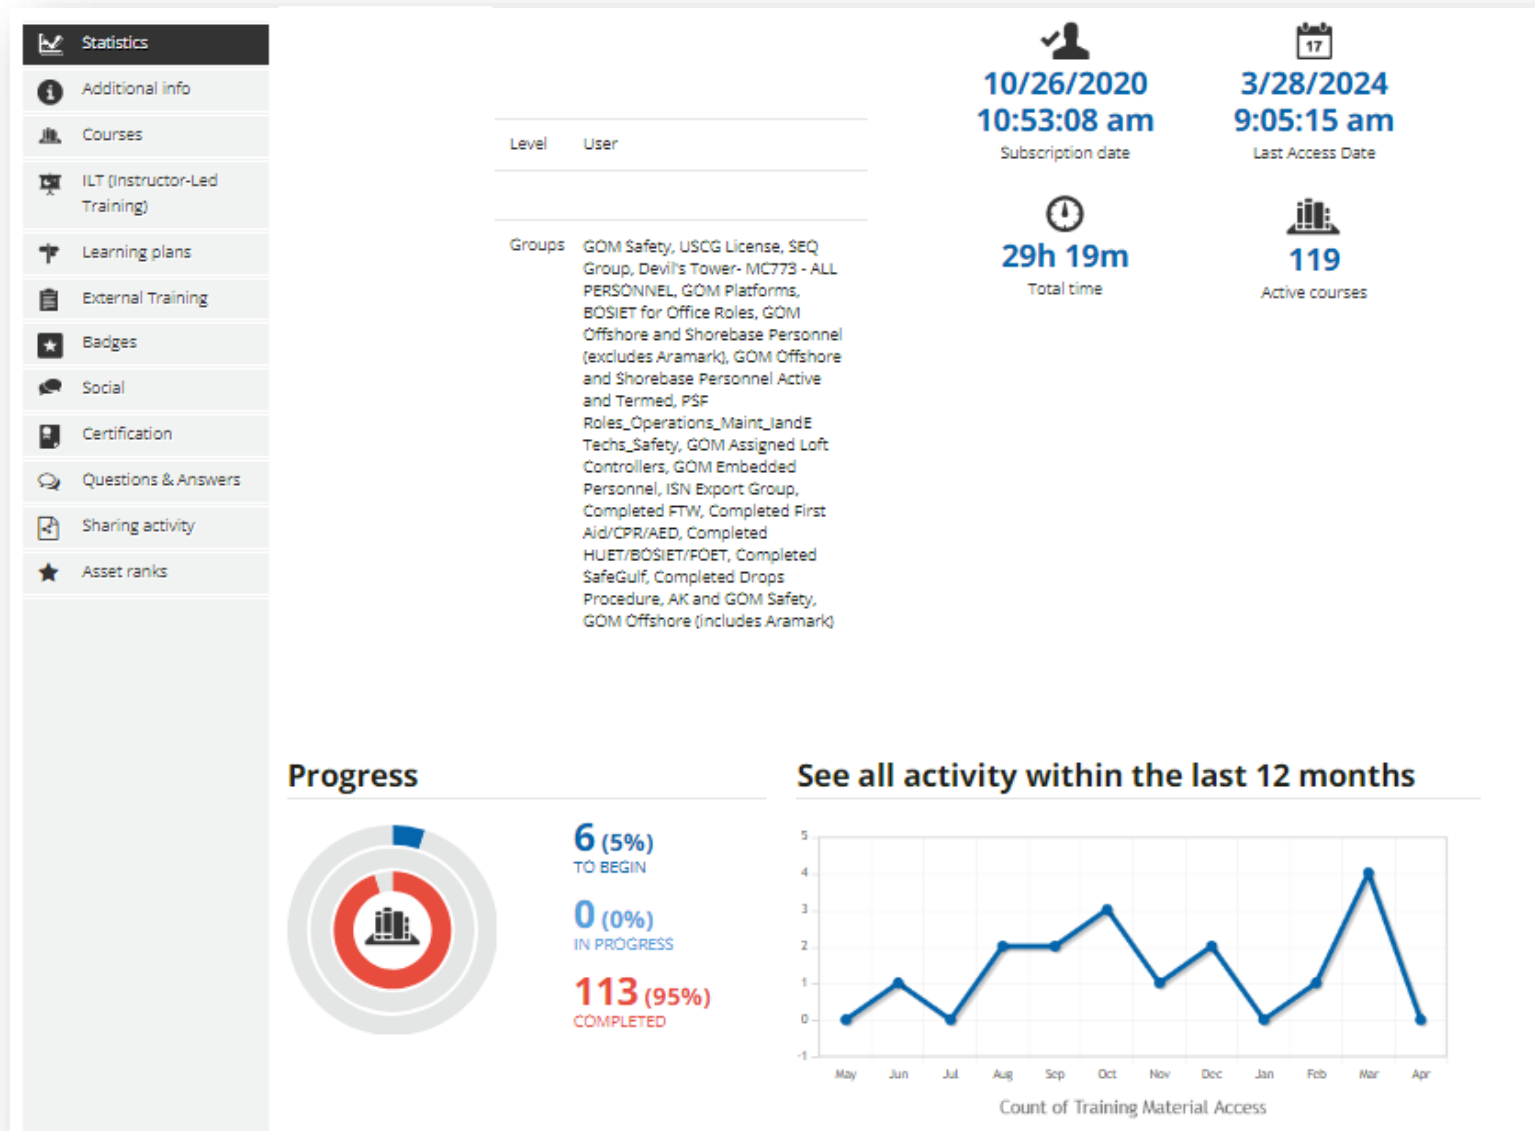 Statistics
Additional info
Courses
ILT (Instructor-Led
Training)
Learning plans
External Training
Badges
Social
Certification
Questions & Answers
Sharing activity
Asset ranks
Level User
Groups GOM Safety, USCG License, SEQ
Group, Devil's Tower- MC773 - ALL
PERSONNEL, GOM Platforms,
BOSIET for Office Roles, GOM
Offshore and Shorebase Personnel
(excludes Aramark), GOM Offshore
and Shorebase Personnel Active
and Termed, PSF
Roles_Operations_Maint_IandE
Techs_Safety, GOM Assigned Loft
Controllers, GOM Embedded
Personnel, ISN Export Group,
Completed FTW, Completed First
Aid/CPR/AED, Completed
HUET/BOSIET/FOET, Completed
SafeGulf, Completed Drops
Procedure, AK and GOM Safety,
GOM Offshore (includes Aramark)
10/26/2020
10:53:08 am
Subscription date
17
3/28/2024
9:05:15 am
Last Access Date
29h 19m
Total time
119
Active courses
Progress
6 (5%)
TO BEGIN
0 (0%)
IN PROGRESS
113 (95%)
COMPLETED
See all activity within the last 12 months
5
4
3
2
1
0
-1
May Jun Jul Aug Sep Oct Nov Dec Jan Feb Mar Apr
Count of Training Material Access